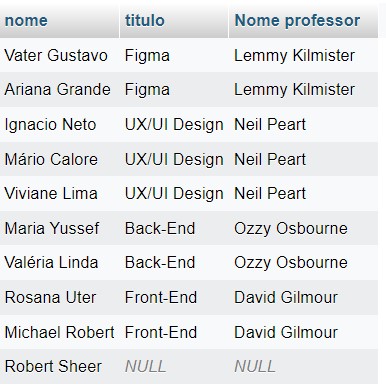 nome titulo Nome professor
Vater Gustavo Figma Lemmy Kilmister
Ariana Grande Figma Lemmy Kilmister
Ignacio Neto UX/UI Design Neil Peart
Mário Calore UX/UI Design Neil Peart
Viviane Lima UX/UI Design Neil Peart
Maria Yussef Back-End Ozzy Osbourne
Valéria Linda Back-End Ozzy Osbourne
Rosana Uter Front-End David Gilmour
Michael Robert Front-End David Gilmour
Robert Sheer NULL NULL